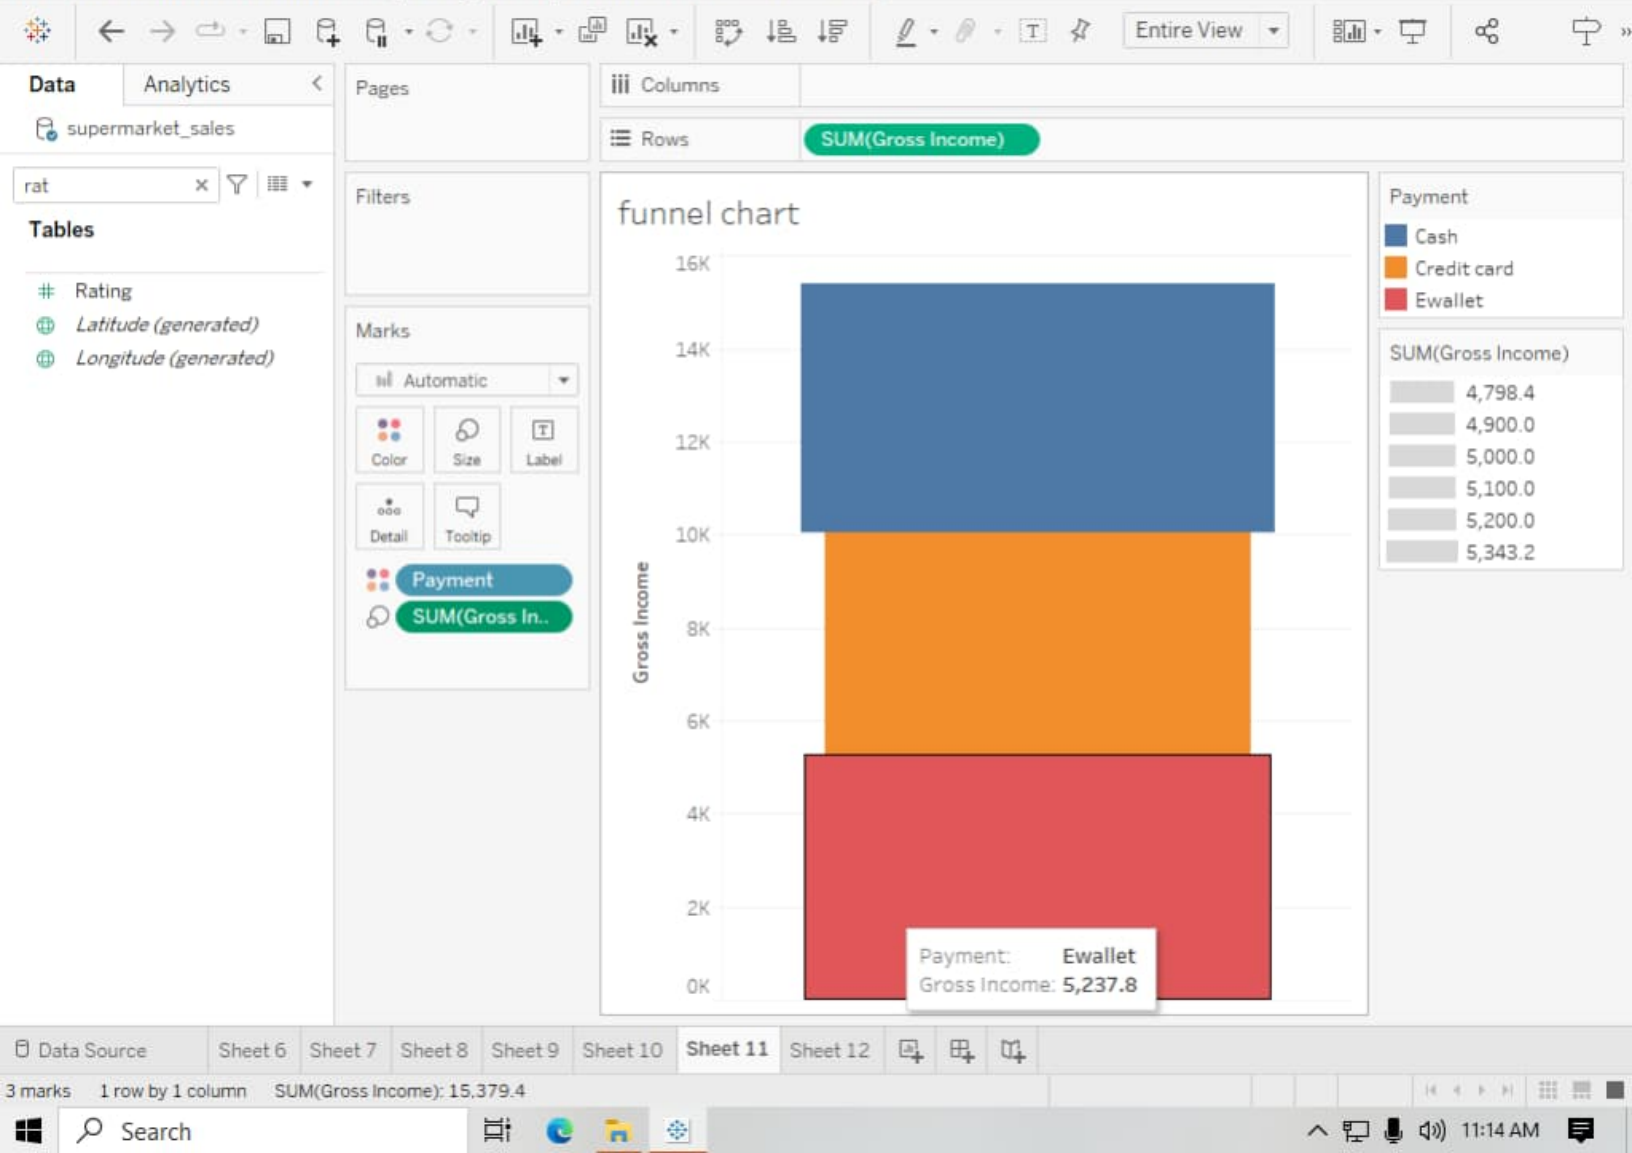 Entire View
»
Data
Analytics
supermarket_sales
rat
Tables
Rating
Latitude (generated)
Longitude (generated)
Pages
Filters
Marks
Automatic
Color
Size
T
Label
Detail
Tooltip
Payment
SUM(Gross In..
Columns
Rows
SUM(Gross Income)
funnel chart
16K
14K
12K
10K
8K
6K
4K
2K
0K
Gross Income
Payment: Ewallet
Gross Income: 5,237.8
Payment
Cash
Credit card
Ewallet
SUM(Gross Income)
4,798.4
4,900.0
5,000.0
5,100.0
5,200.0
5,343.2
Data Source
Sheet 6
Sheet 7
Sheet 8
Sheet 9
Sheet 10
Sheet 11
Sheet 12
3 marks 1 row by 1 column SUM(Gross Income): 15,379.4
Search
11:14 AM